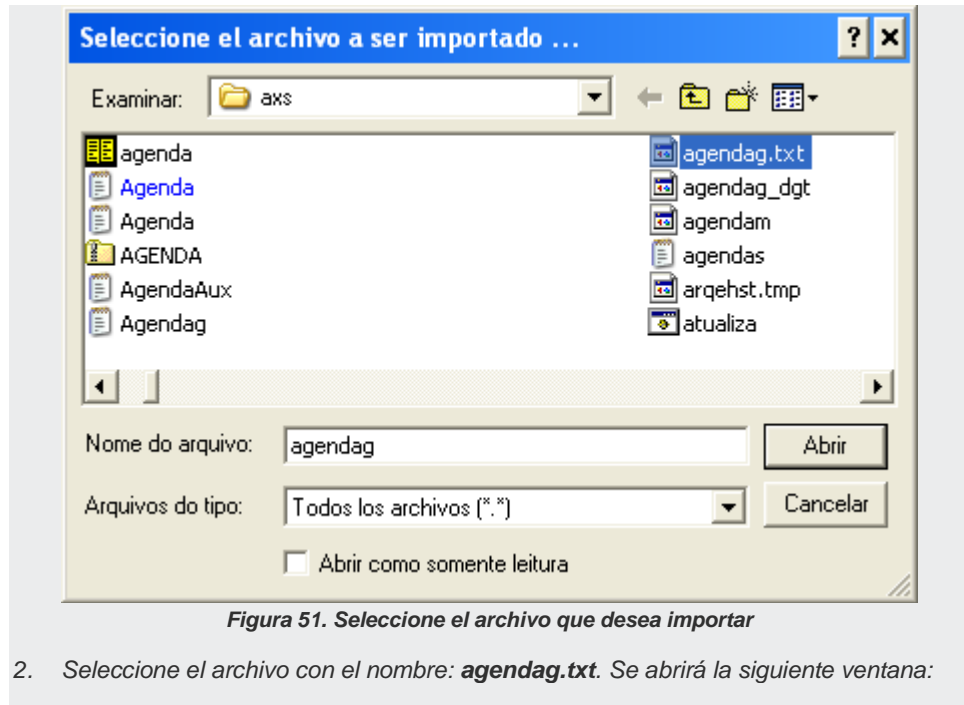 Seleccione el archivo a ser importado ...
Examinar: axs
agenda
Agenda
Agenda
AGENDA
AgendaAux
Agendag
agendag.txt
agendag_dgt
agendam
agendas
arqehst.tmp
atualiza
Nome do arquivo: agendag Abrir
Arquivos do tipo: Todos los archivos (*.*) Cancelar
Abrir como somente leitura
Figura 51. Seleccione el archivo que desea importar
2. Seleccione el archivo con el nombre: agendag.txt. Se abrirá la siguiente ventana: